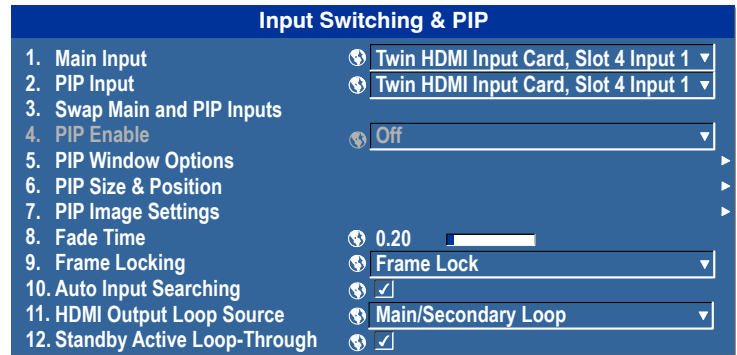 Input Switching & PIP
1. Main Input Twin HDMI Input Card, Slot 4 Input 1
2. PIP Input Twin HDMI Input Card, Slot 4 Input 1
3. Swap Main and PIP Inputs
4. PIP Enable Off
5. PIP Window Options
6. PIP Size & Position
7. PIP Image Settings
8. Fade Time 0.20
9. Frame Locking Frame Lock
10. Auto Input Searching
11. HDMI Output Loop Source Main/Secondary Loop
12. Standby Active Loop-Through